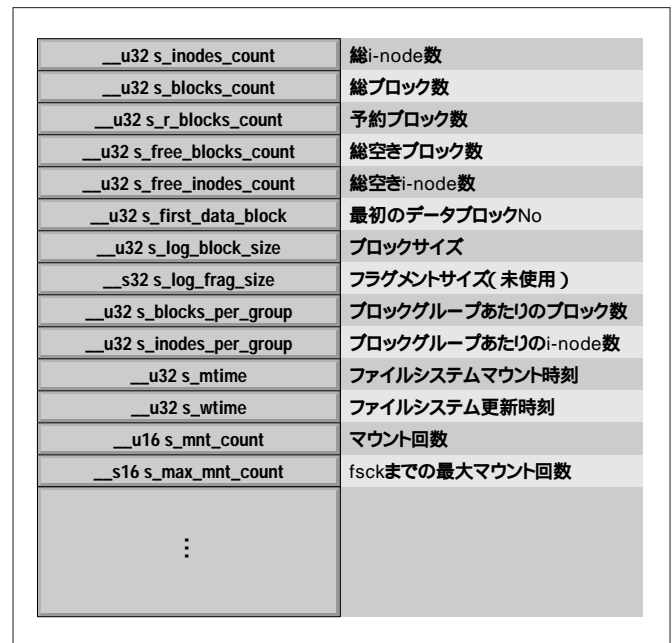 __u32 s_inodes_count 総i-node数
__u32 s_blocks_count 総ブロック数
__u32 s_r_blocks_count 予約ブロック数
__u32 s_free_blocks_count 総空きブロック数
__u32 s_free_inodes_count 総空きi-node数
__u32 s_first_data_block 最初のデータブロックNo
__u32 s_log_block_size ブロックサイズ
__s32 s_log_frag_size フラグメントサイズ(未使用)
__u32 s_blocks_per_group ブロックグループあたりのブロック数
__u32 s_inodes_per_group ブロックグループあたりのi-node数
__u32 s_mtime ファイルシステムマウント時刻
__u32 s_wtime ファイルシステム更新時刻
__u16 s_mnt_count マウント回数
__s16 s_max_mnt_count fsckまでの最大マウント回数
⋮